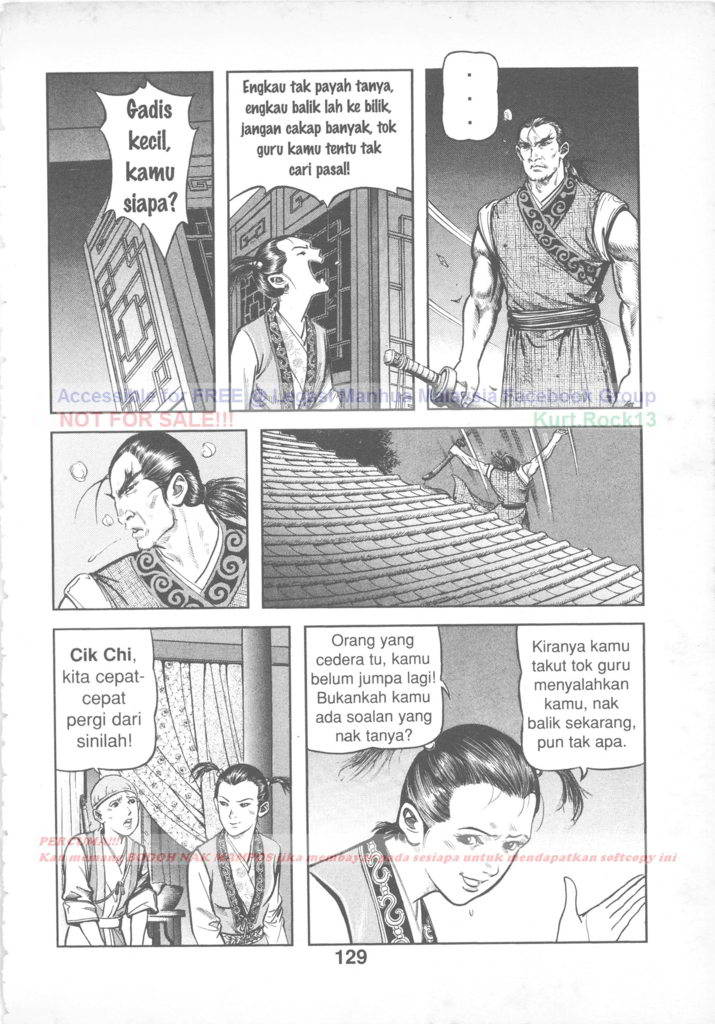 Gadis
kecil,
kamu
siapa?
Engkau tak payah tanya,
engkau balik lah ke bilik,
jangan cakap banyak, tok
guru kamu tentu tak
cari pasal!
.
.
.
Accessible for FREE @ Legasi Manhua Malaysia Facebook Group
NOT FOR SALE!!!
Kurt.Rock13
Cik Chi,
kita cepat-
cepat
pergi dari
sinilah!
Orang yang
cedera tu, kamu
belum jumpa lagi!
Bukankah kamu
ada soalan yang
nak tanya?
Kiranya kamu
takut tok guru
menyalahkan
kamu, nak
balik sekarang,
pun tak apa.
PERCUMA!!!
Kau memang BODOH NAK MAMPOS jika membayar pada sesiapa untuk mendapatkan softcopy ini
129